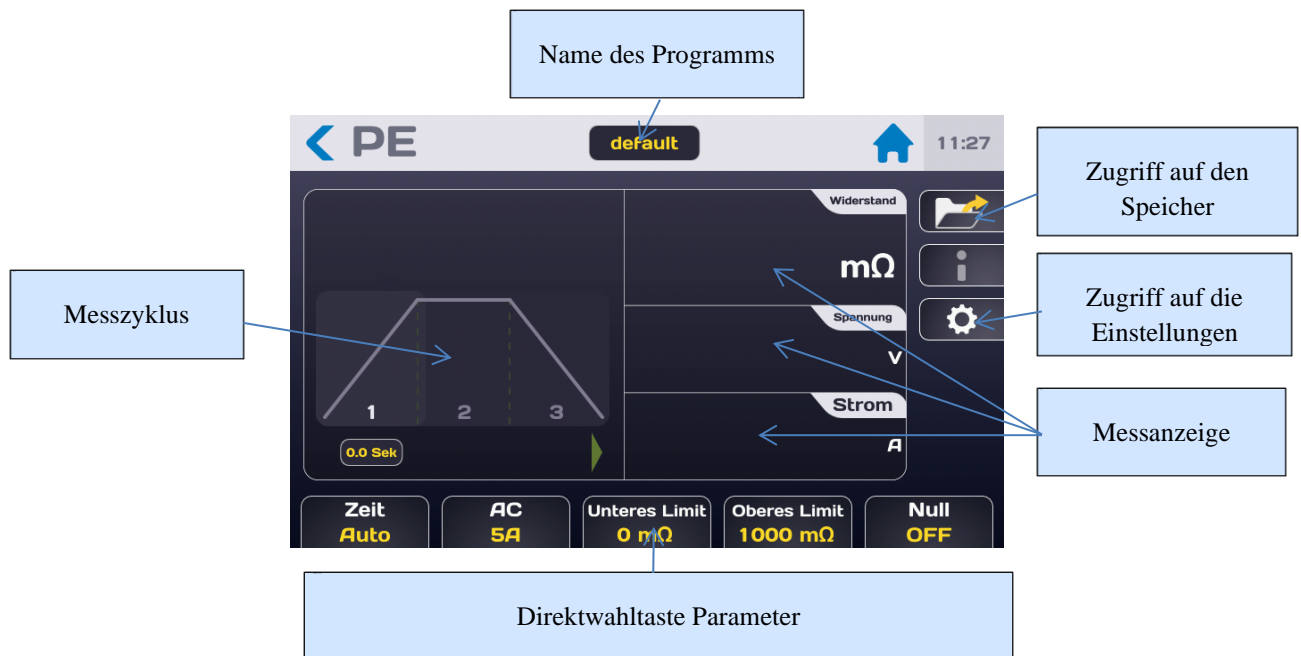 Name des Programms
PE
default
11:27
Zugriff auf den
Speicher
Widerstand
mΩ
Zugriff auf die
Einstellungen
Messzyklus
Spannung
V
1
2
3
Strom
A
Messanzeige
0.0 Sek
Zeit
Auto
AC
5A
Unteres Limit
0 mΩ
Oberes Limit
1000 mΩ
Null
OFF
Direktwahltaste Parameter